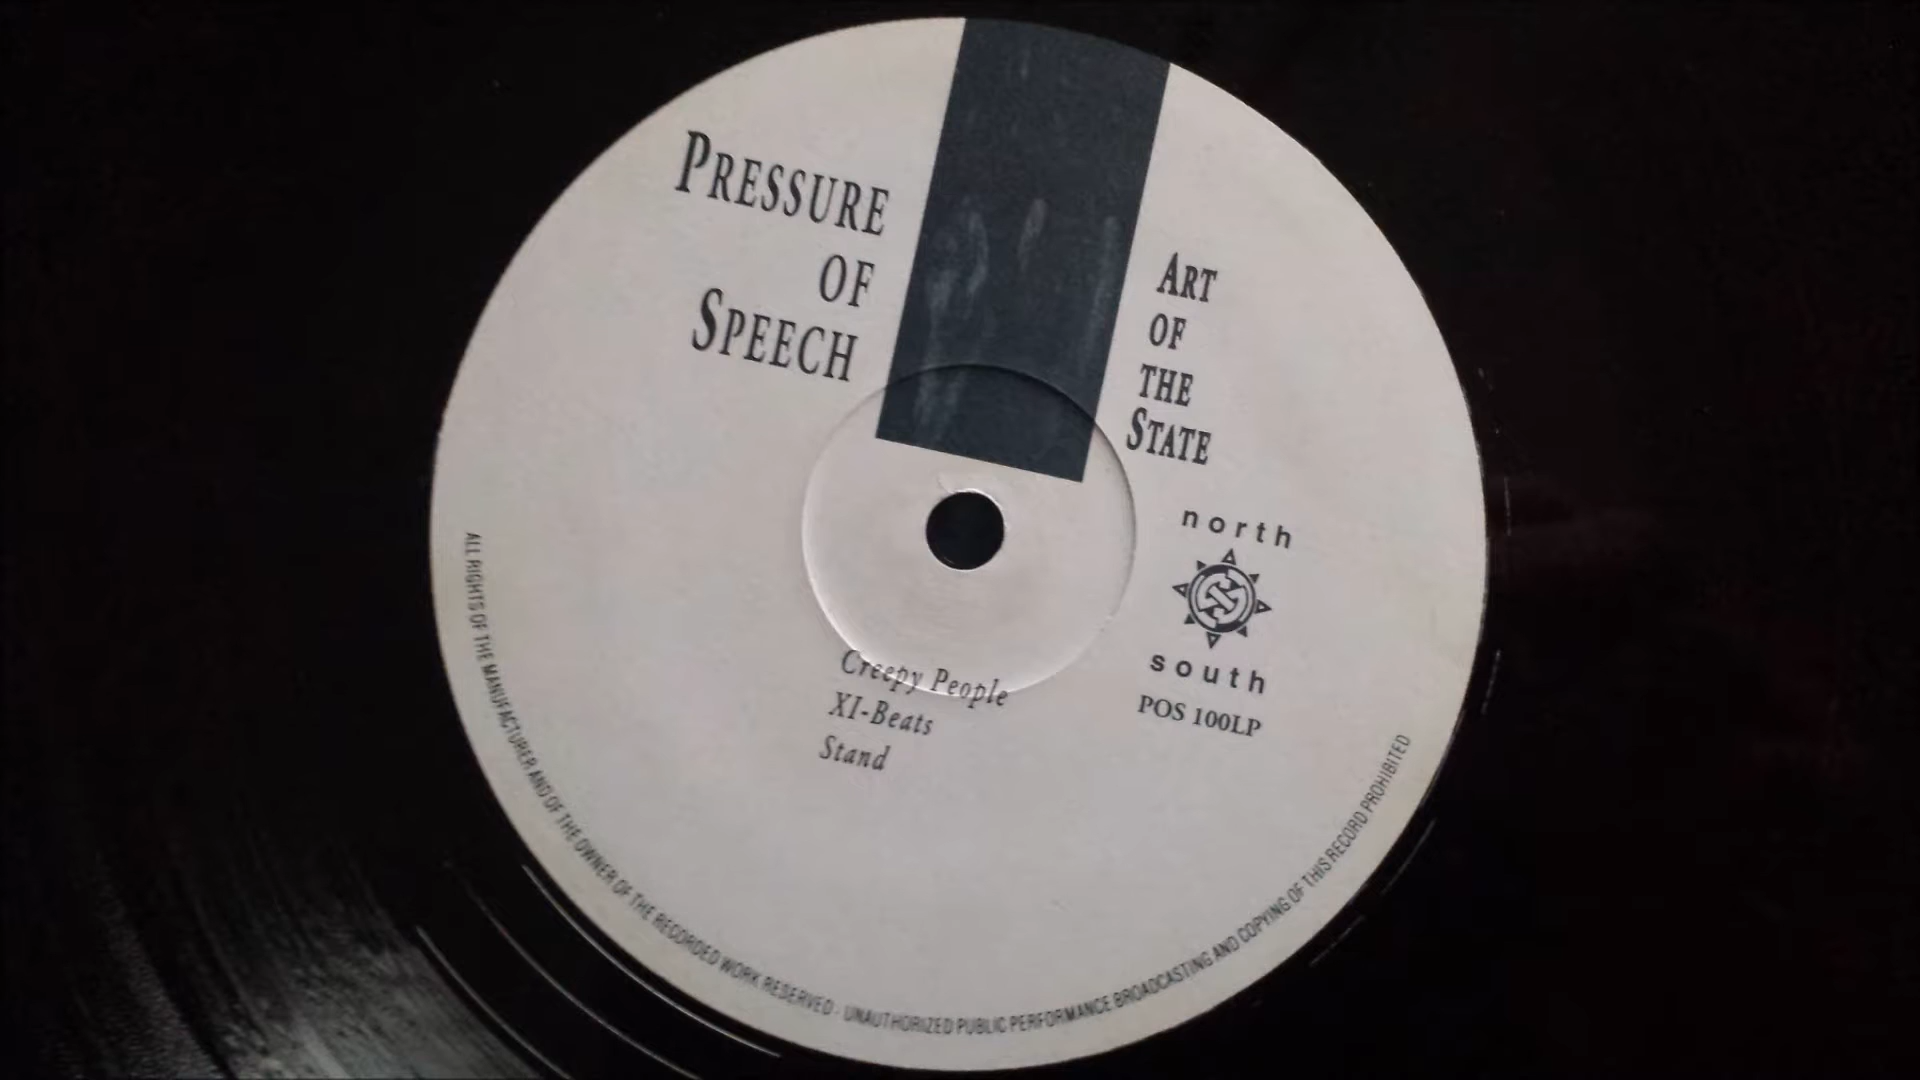 PRESSURE
OF
SPEECH
ART
OF
THE
STATE
north
south
POS 100LP
Creepy People
XI-Beats
Stand
ALL RIGHTS OF THE MANUFACTURER AND OF THE OWNER OF THE RECORDED WORK RESERVED · UNAUTHORIZED PUBLIC PERFORMANCE BROADCASTING AND COPYING OF THIS RECORD PROHIBITED